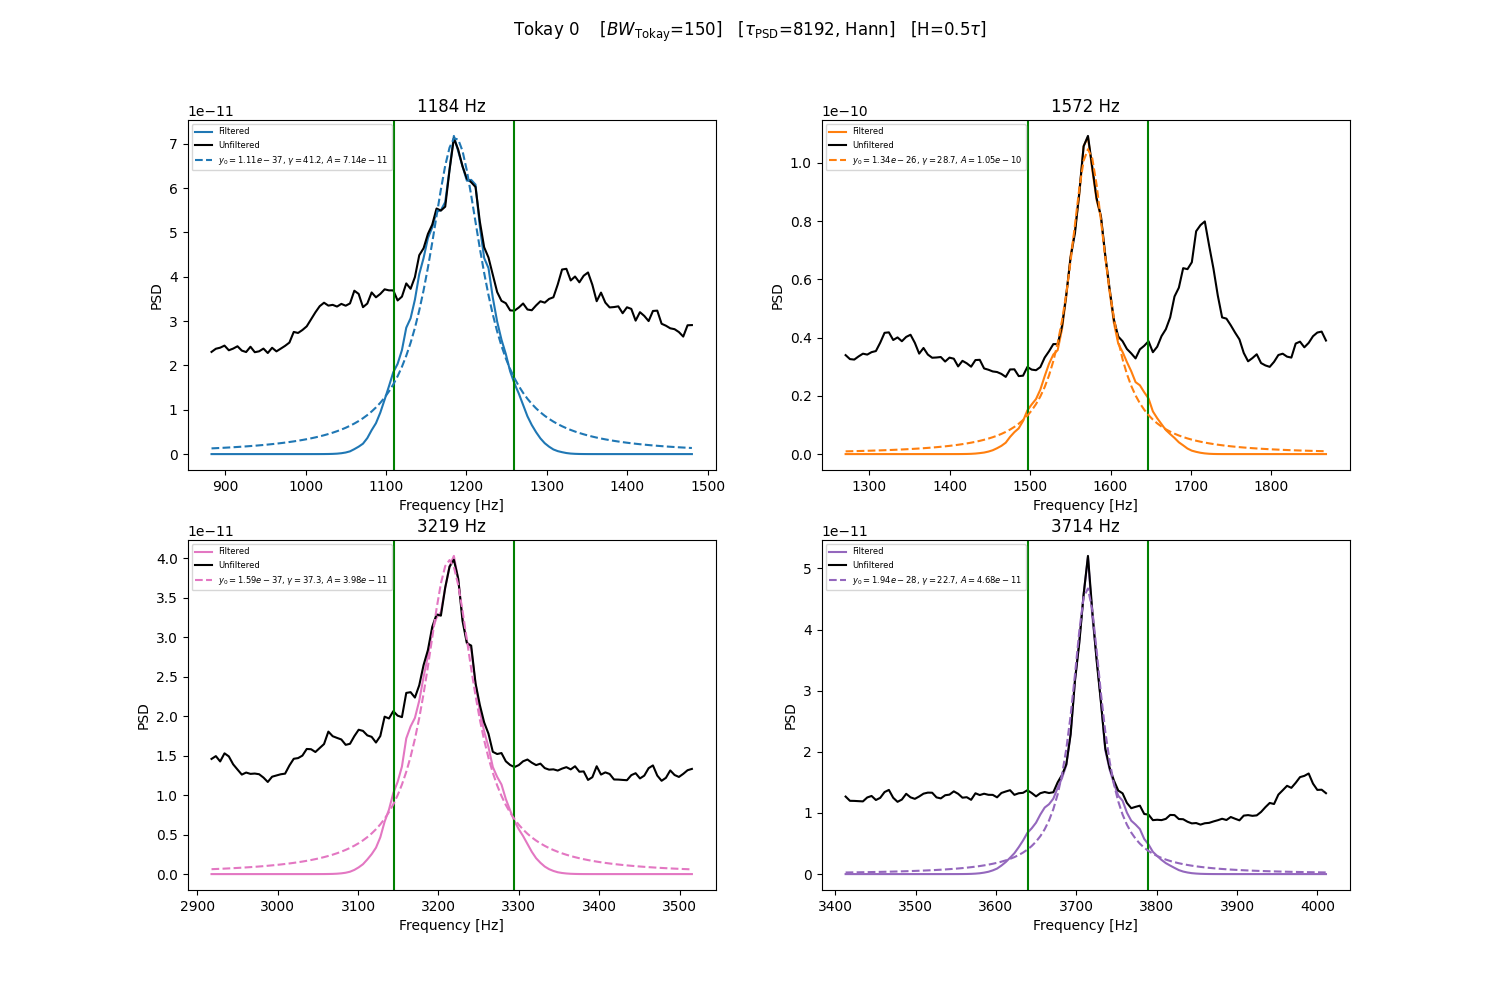 Tokay 0 [BW_Tokay=150] [τ_PSD=8192, Hann] [H=0.5τ]
1e−11
1184 Hz
Filtered
Unfiltered
y₀ = 1.11e − 37, γ = 41.2, A = 7.14e − 11
PSD
7
6
5
4
3
2
1
0
900 1000 1100 1200 1300 1400 1500
Frequency [Hz]
1e−10
1572 Hz
Filtered
Unfiltered
y₀ = 1.34e − 26, γ = 28.7, A = 1.05e − 10
PSD
1.0
0.8
0.6
0.4
0.2
0.0
1300 1400 1500 1600 1700 1800
Frequency [Hz]
1e−11
3219 Hz
Filtered
Unfiltered
y₀ = 1.59e − 37, γ = 37.3, A = 3.98e − 11
PSD
4.0
3.5
3.0
2.5
2.0
1.5
1.0
0.5
0.0
2900 3000 3100 3200 3300 3400 3500
Frequency [Hz]
1e−11
3714 Hz
Filtered
Unfiltered
y₀ = 1.94e − 28, γ = 22.7, A = 4.68e − 11
PSD
5
4
3
2
1
0
3400 3500 3600 3700 3800 3900 4000
Frequency [Hz]